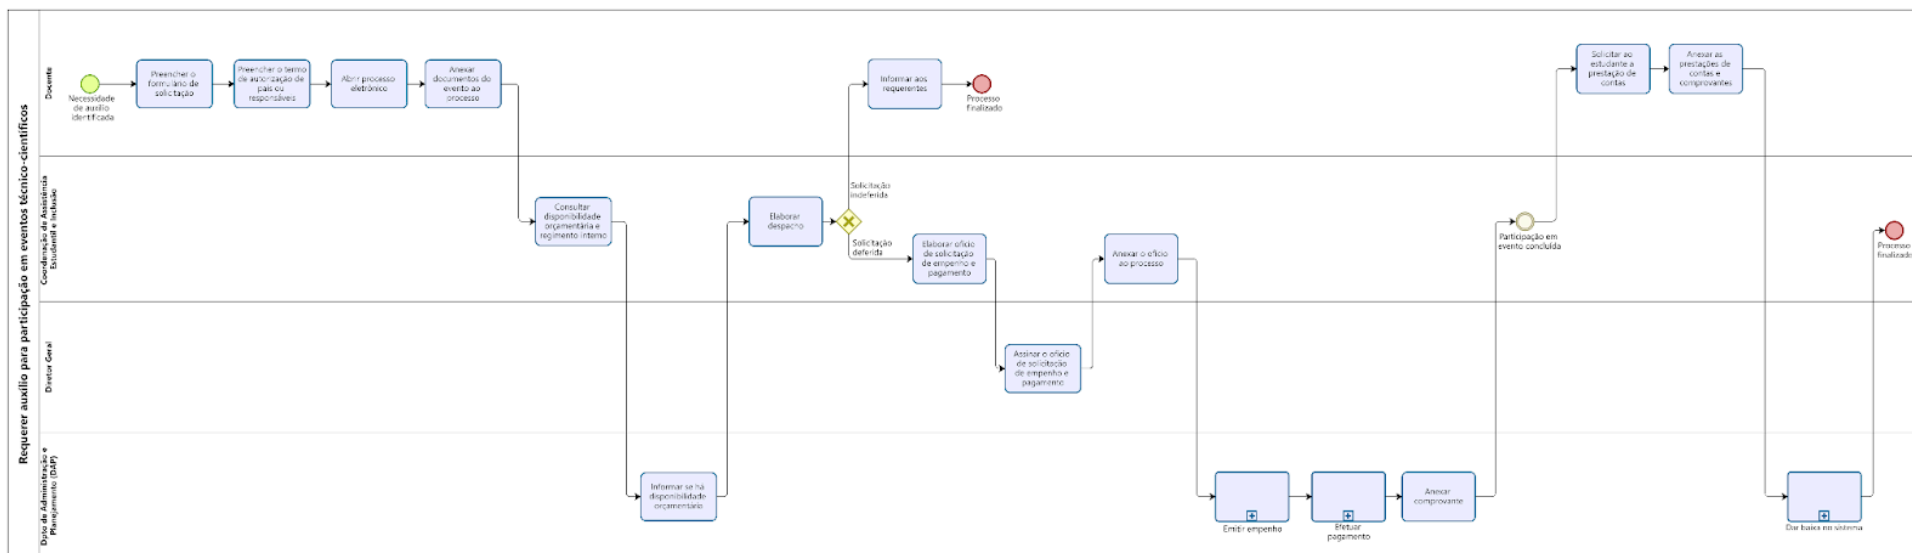 Requerer auxílio para participação em eventos técnico-científicos
Docente
Necessidade
de auxílio
identificada
Preencher o
formulário de
solicitação
Preencher o termo
de autorização de
pais ou
responsáveis
Abrir processo
eletrônico
Anexar
documentos do
evento ao
processo
Informar aos
requerentes
Processo
finalizado
Solicitar ao
estudante a
prestação de
contas
Anexar as
prestações de
contas e
comprovantes
Coordenação de Assistência
Estudantil e Inclusão
Consultar
disponibilidade
orçamentária e
regimento interno
Elaborar
despacho
Solicitação
indeferida
Solicitação
deferida
Elaborar ofício
de solicitação
de empenho e
pagamento
Anexar o ofício
ao processo
Participação em
evento concluída
Processo
finalizado
Diretor Geral
Assinar o ofício
de solicitação
de empenho e
pagamento
Dpto de Administração e
Planejamento (DAP)
Informar se há
disponibilidade
orçamentária
Emitir empenho
Efetuar
pagamento
Anexar
comprovante
Dar baixa no sistema